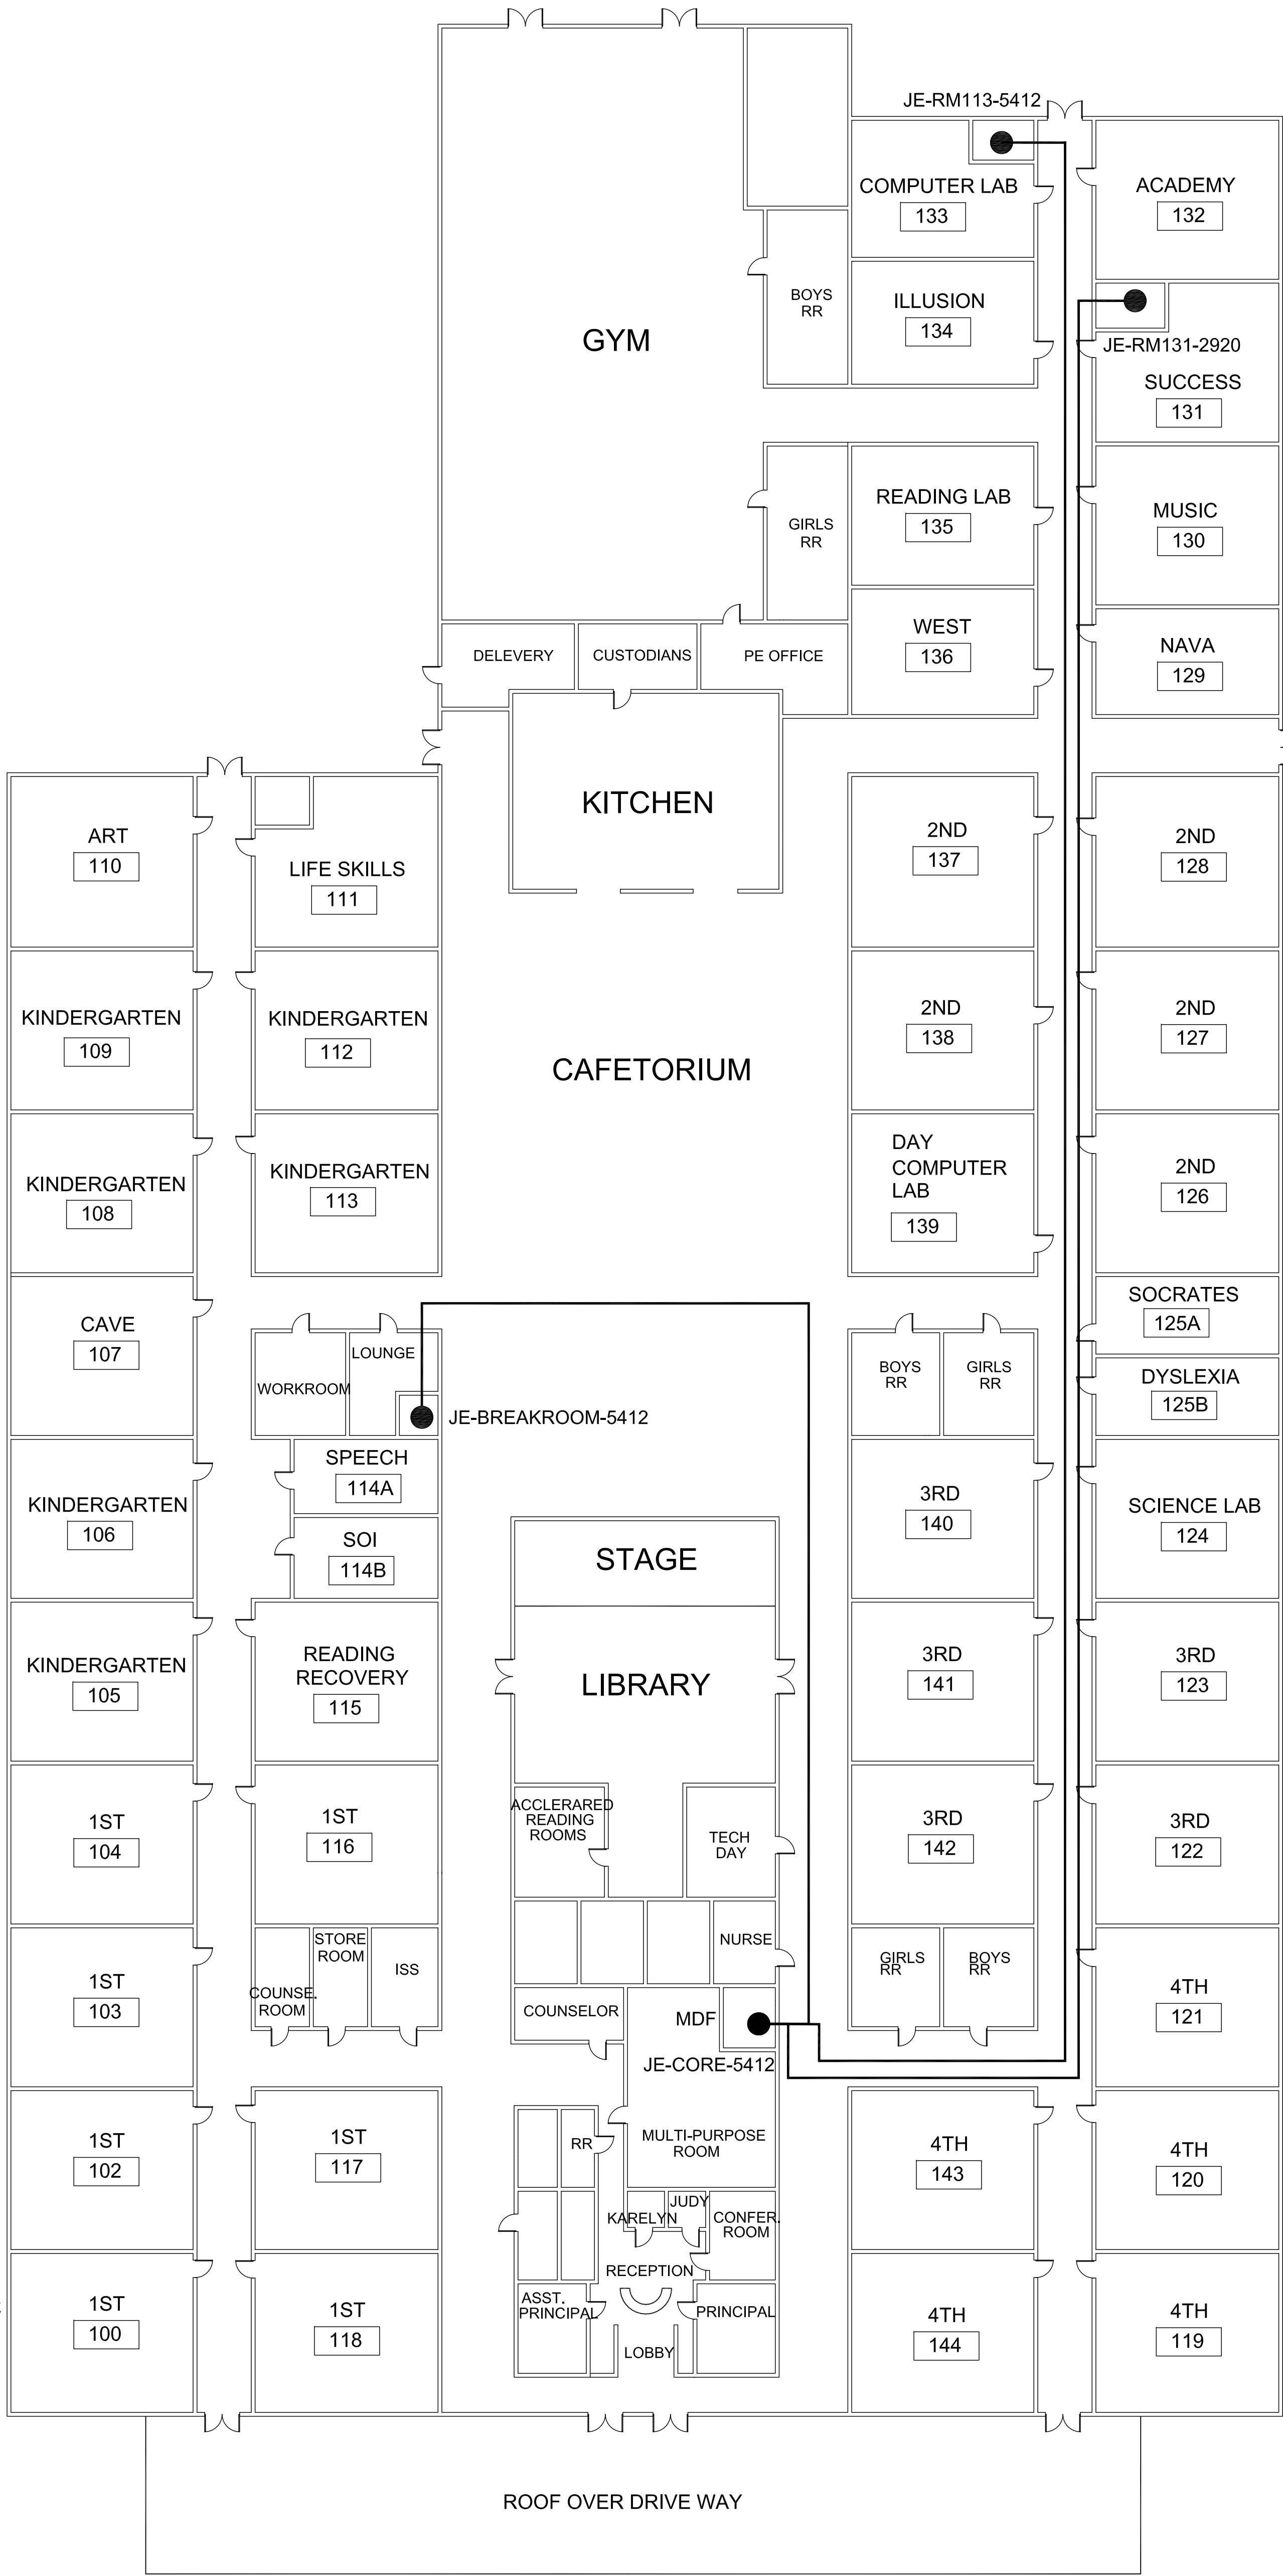 JE-RM113-5412
COMPUTER LAB
133
ACADEMY
132
BOYS
RR
ILLUSION
134
GYM
JE-RM131-2920
SUCCESS
131
GIRLS
RR
READING LAB
135
MUSIC
130
DELEVERY
CUSTODIANS
PE OFFICE
WEST
136
NAVA
129
KITCHEN
ART
110
LIFE SKILLS
111
2ND
137
2ND
128
KINDERGARTEN
109
KINDERGARTEN
112
CAFETORIUM
2ND
138
2ND
127
KINDERGARTEN
108
KINDERGARTEN
113
DAY
COMPUTER
LAB
139
2ND
126
CAVE
107
WORKROOM
LOUNGE
JE-BREAKROOM-5412
BOYS
RR
GIRLS
RR
SOCRATES
125A
DYSLEXIA
125B
KINDERGARTEN
106
SPEECH
114A
SOI
114B
STAGE
3RD
140
SCIENCE LAB
124
KINDERGARTEN
105
READING
RECOVERY
115
LIBRARY
3RD
141
3RD
123
1ST
104
1ST
116
ACCLERARED
READING
ROOMS
TECH
DAY
3RD
142
3RD
122
1ST
103
COUNSE.
ROOM
STORE
ROOM
ISS
NURSE
COUNSELOR
MDF
JE-CORE-5412
GIRLS
RR
BOYS
RR
4TH
121
1ST
102
1ST
117
RR
MULTI-PURPOSE
ROOM
4TH
143
4TH
120
KARELYN
JUDY
CONFER.
ROOM
RECEPTION
1ST
100
1ST
118
ASST.
PRINCIPAL
PRINCIPAL
LOBBY
4TH
144
4TH
119
ROOF OVER DRIVE WAY